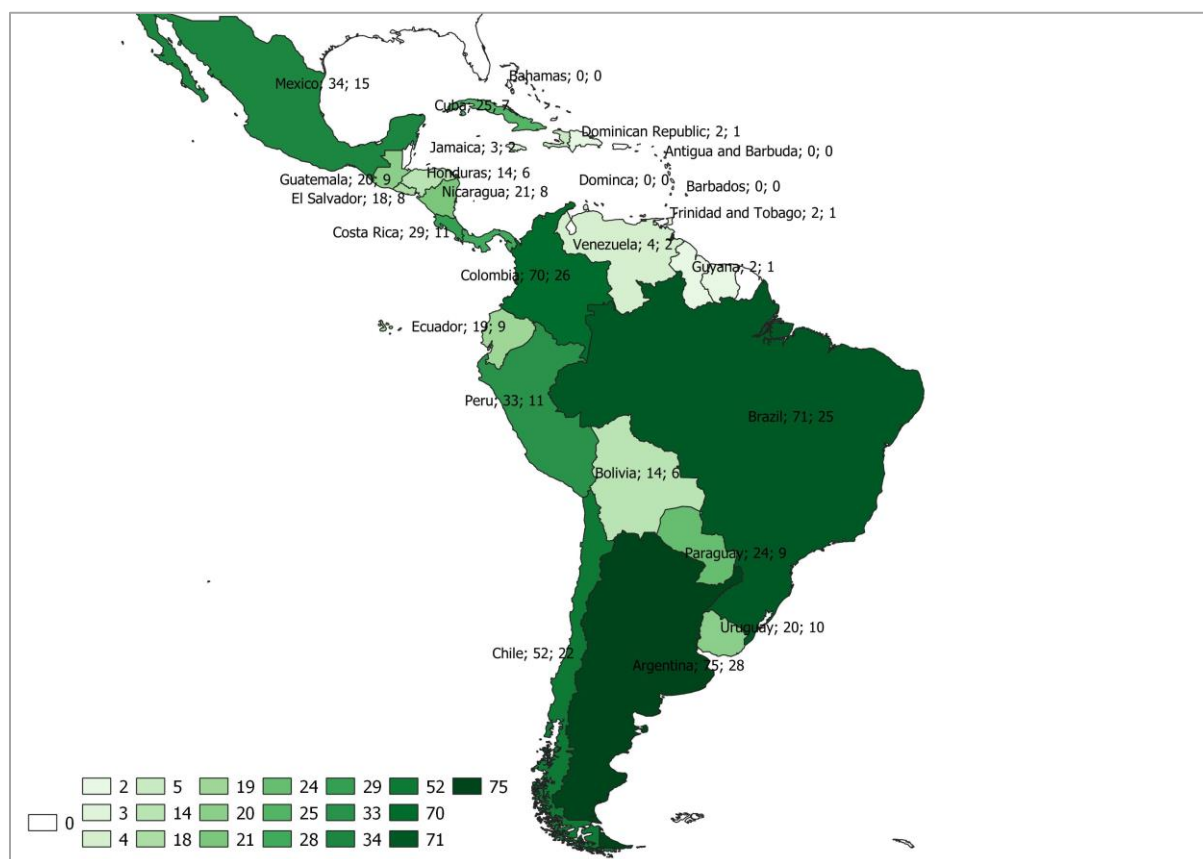 Mexico; 34; 15
Bahamas; 0; 0
Cuba; 25; 7
Dominican Republic; 2; 1
Jamaica; 3; 2
Antigua and Barbuda; 0; 0
Honduras; 14; 6
Guatemala; 20; 9
Dominca; 0; 0
Barbados; 0; 0
Nicaragua; 21; 8
El Salvador; 18; 8
Trinidad and Tobago; 2; 1
Costa Rica; 29; 11
Venezuela; 4; 2
Guyana; 2; 1
Colombia; 70; 26
Ecuador; 19; 9
Peru; 33; 11
Brazil; 71; 25
Bolivia; 14; 6
Paraguay; 24; 9
Uruguay; 20; 10
Chile; 52; 22
Argentina; 75; 28
0
2
3
4
5
14
18
19
20
21
24
25
28
29
33
34
52
70
71
75